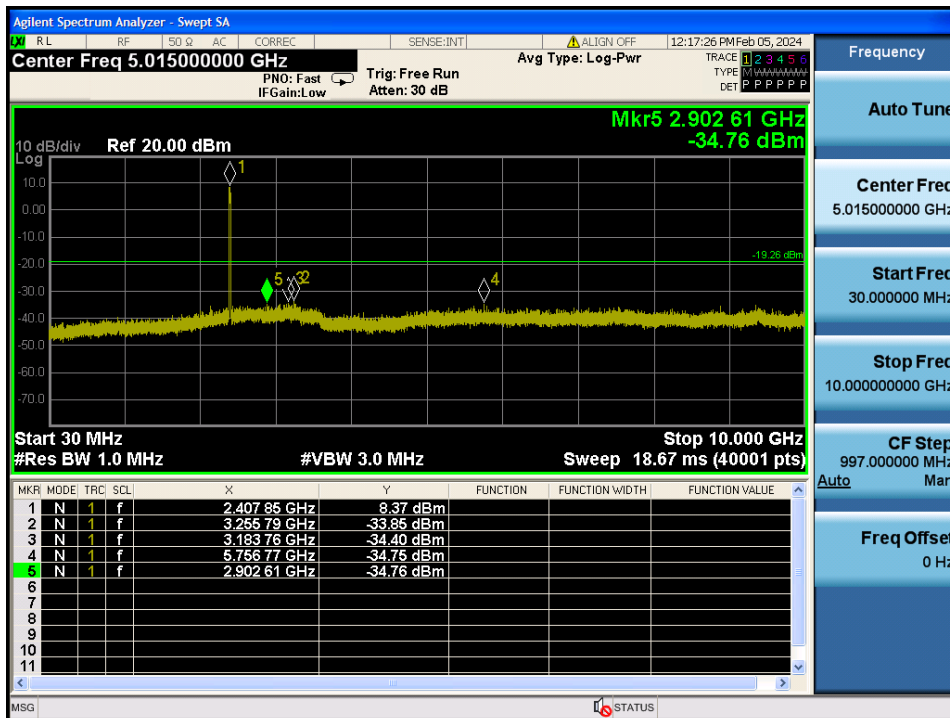 Agilent Spectrum Analyzer - Swept SA
LXI RL RF 50 Ω AC CORREC SENSE:INT ALIGN OFF 12:17:26 PM Feb 05, 2024
Center Freq 5.015000000 GHz
PNO: Fast
IFGain:Low
Trig: Free Run
Atten: 30 dB
Avg Type: Log-Pwr
TRACE 1 2 3 4 5 6
TYPE M WWWWW
DET P P P P P P
Mkr5 2.902 61 GHz
-34.76 dBm
10 dB/div Ref 20.00 dBm
Log
10.0
0.00
-10.0
-20.0
-30.0
-40.0
-50.0
-60.0
-70.0
1
-19.26 dBm
5
3
2
4
Start 30 MHz Stop 10.000 GHz
#Res BW 1.0 MHz #VBW 3.0 MHz Sweep 18.67 ms (40001 pts)
MKR MODE TRC SCL X Y FUNCTION FUNCTION WIDTH FUNCTION VALUE
1 N 1 f 2.407 85 GHz 8.37 dBm
2 N 1 f 3.255 79 GHz -33.85 dBm
3 N 1 f 3.183 76 GHz -34.40 dBm
4 N 1 f 5.756 77 GHz -34.75 dBm
5 N 1 f 2.902 61 GHz -34.76 dBm
6
7
8
9
10
11
MSG STATUS
Frequency
Auto Tune
Center Freq
5.015000000 GHz
Start Freq
30.000000 MHz
Stop Freq
10.000000000 GHz
CF Step
997.000000 MHz
Auto Man
Freq Offset
0 Hz